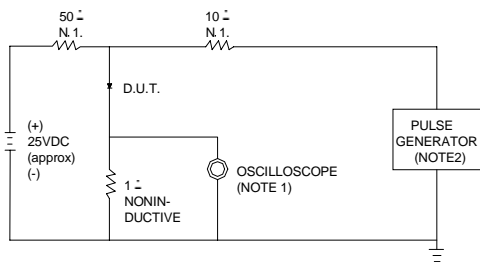 50 Ω
N.1.
10 Ω
N.1.
D.U.T.
(+)
25VDC
(approx)
(-)
1 Ω
NONIN-
DUCTIVE
OSCILLOSCOPE
(NOTE 1)
PULSE
GENERATOR
(NOTE2)